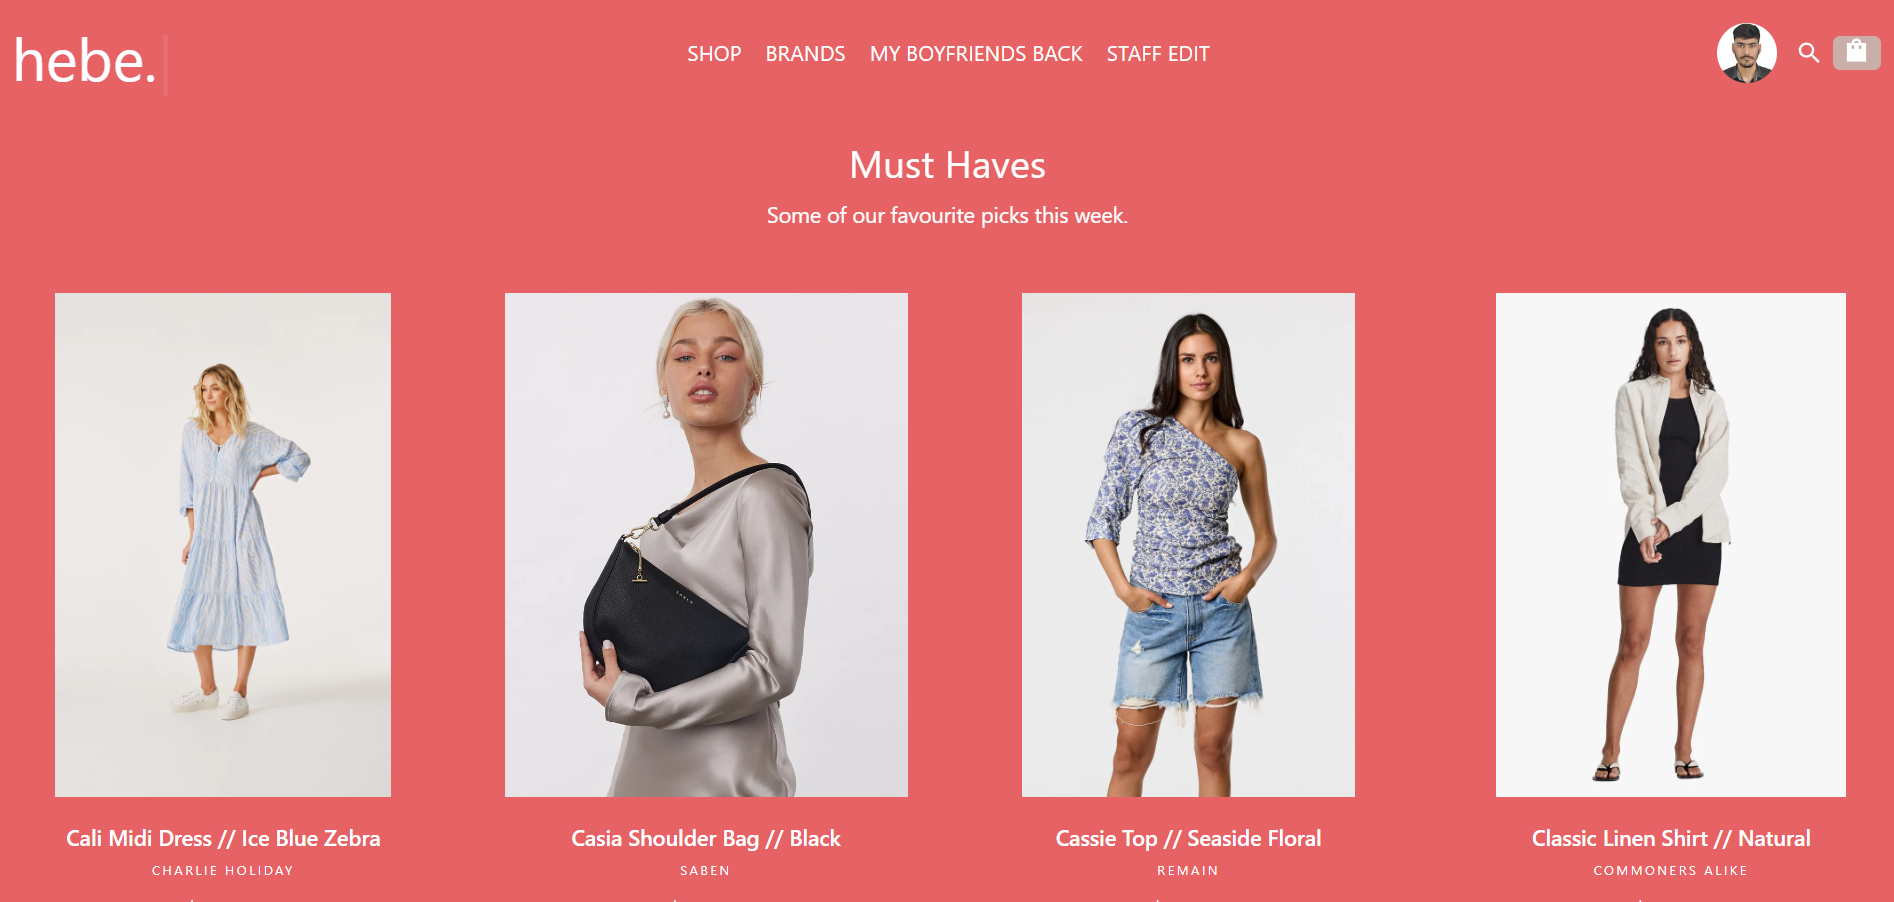 hebe.
SHOP BRANDS MY BOYFRIENDS BACK STAFF EDIT
Must Haves
Some of our favourite picks this week.
SABEN
Cali Midi Dress // Ice Blue Zebra
CHARLIE HOLIDAY
Casia Shoulder Bag // Black
SABEN
Cassie Top // Seaside Floral
REMAIN
Classic Linen Shirt // Natural
COMMONERS ALIKE